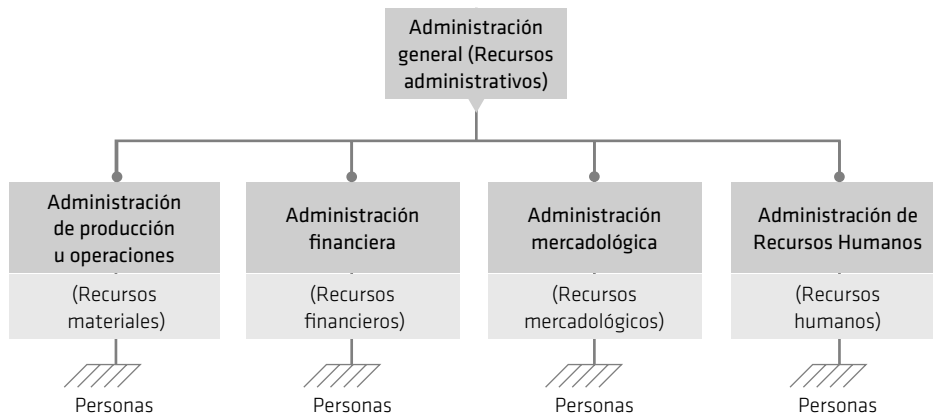 Administración
general (Recursos
administrativos)
Administración
de producción
u operaciones
(Recursos
materiales)
Personas
Administración
financiera
(Recursos
financieros)
Personas
Administración
mercadológica
(Recursos
mercadológicos)
Personas
Administración de
Recursos Humanos
(Recursos
humanos)
Personas